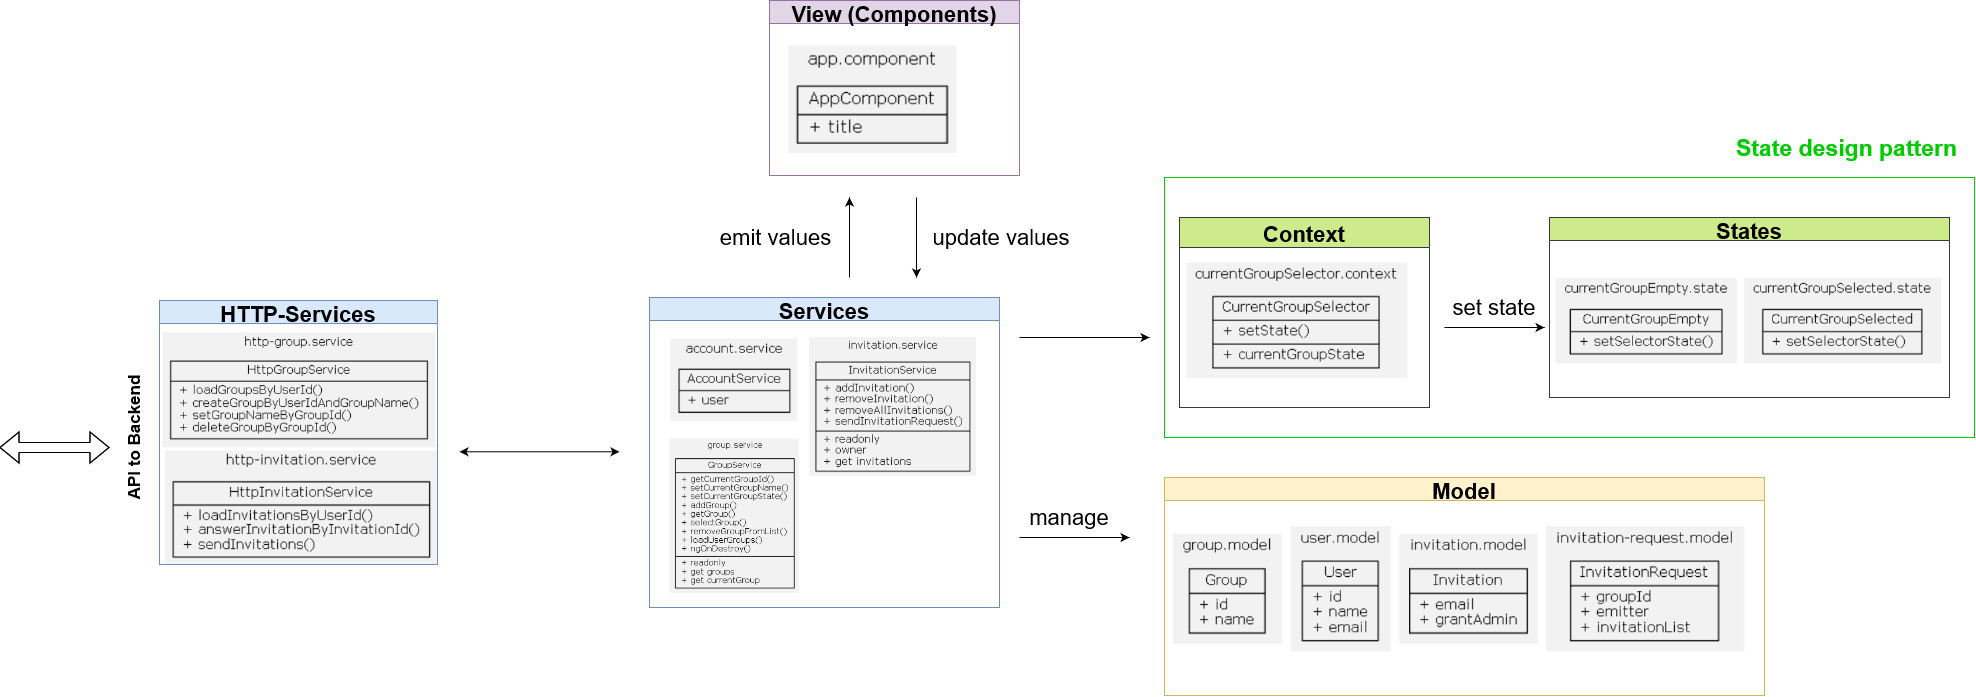 View (Components)
app.component
AppComponent
+ title
emit values
update values
State design pattern
Context
currentGroupSelector.context
CurrentGroupSelector
+ setState()
+ currentGroupState
set state
States
currentGroupEmpty.state
CurrentGroupEmpty
+ setSelectorState()
currentGroupSelected.state
CurrentGroupSelected
+ setSelectorState()
API to Backend
HTTP-Services
http-group.service
HttpGroupService
+ loadGroupsByUserId()
+ createGroupByUserIdAndGroupName()
+ setGroupNameByGroupId()
+ deleteGroupByGroupId()
http-invitation.service
HttpInvitationService
+ loadInvitationsByUserId()
+ answerInvitationByInvitationId()
+ sendInvitations()
Services
account.service
AccountService
+ user
invitation.service
InvitationService
+ addInvitation()
+ removeInvitation()
+ removeAllInvitations()
+ sendInvitationRequest()
+ readonly
+ owner
+ get invitations
group.service
GroupService
+ getCurrentGroupId()
+ setCurrentGroupName()
+ setCurrentGroupState()
+ addGroup()
+ getGroup()
+ selectGroup()
+ removeGroupFromList()
+ loadUserGroups()
+ ngOnDestroy()
+ readonly
+ get groups
+ get currentGroup
manage
Model
group.model
Group
+ id
+ name
user.model
User
+ id
+ name
+ email
invitation.model
Invitation
+ email
+ grantAdmin
invitation-request.model
InvitationRequest
+ groupId
+ emitter
+ invitationList